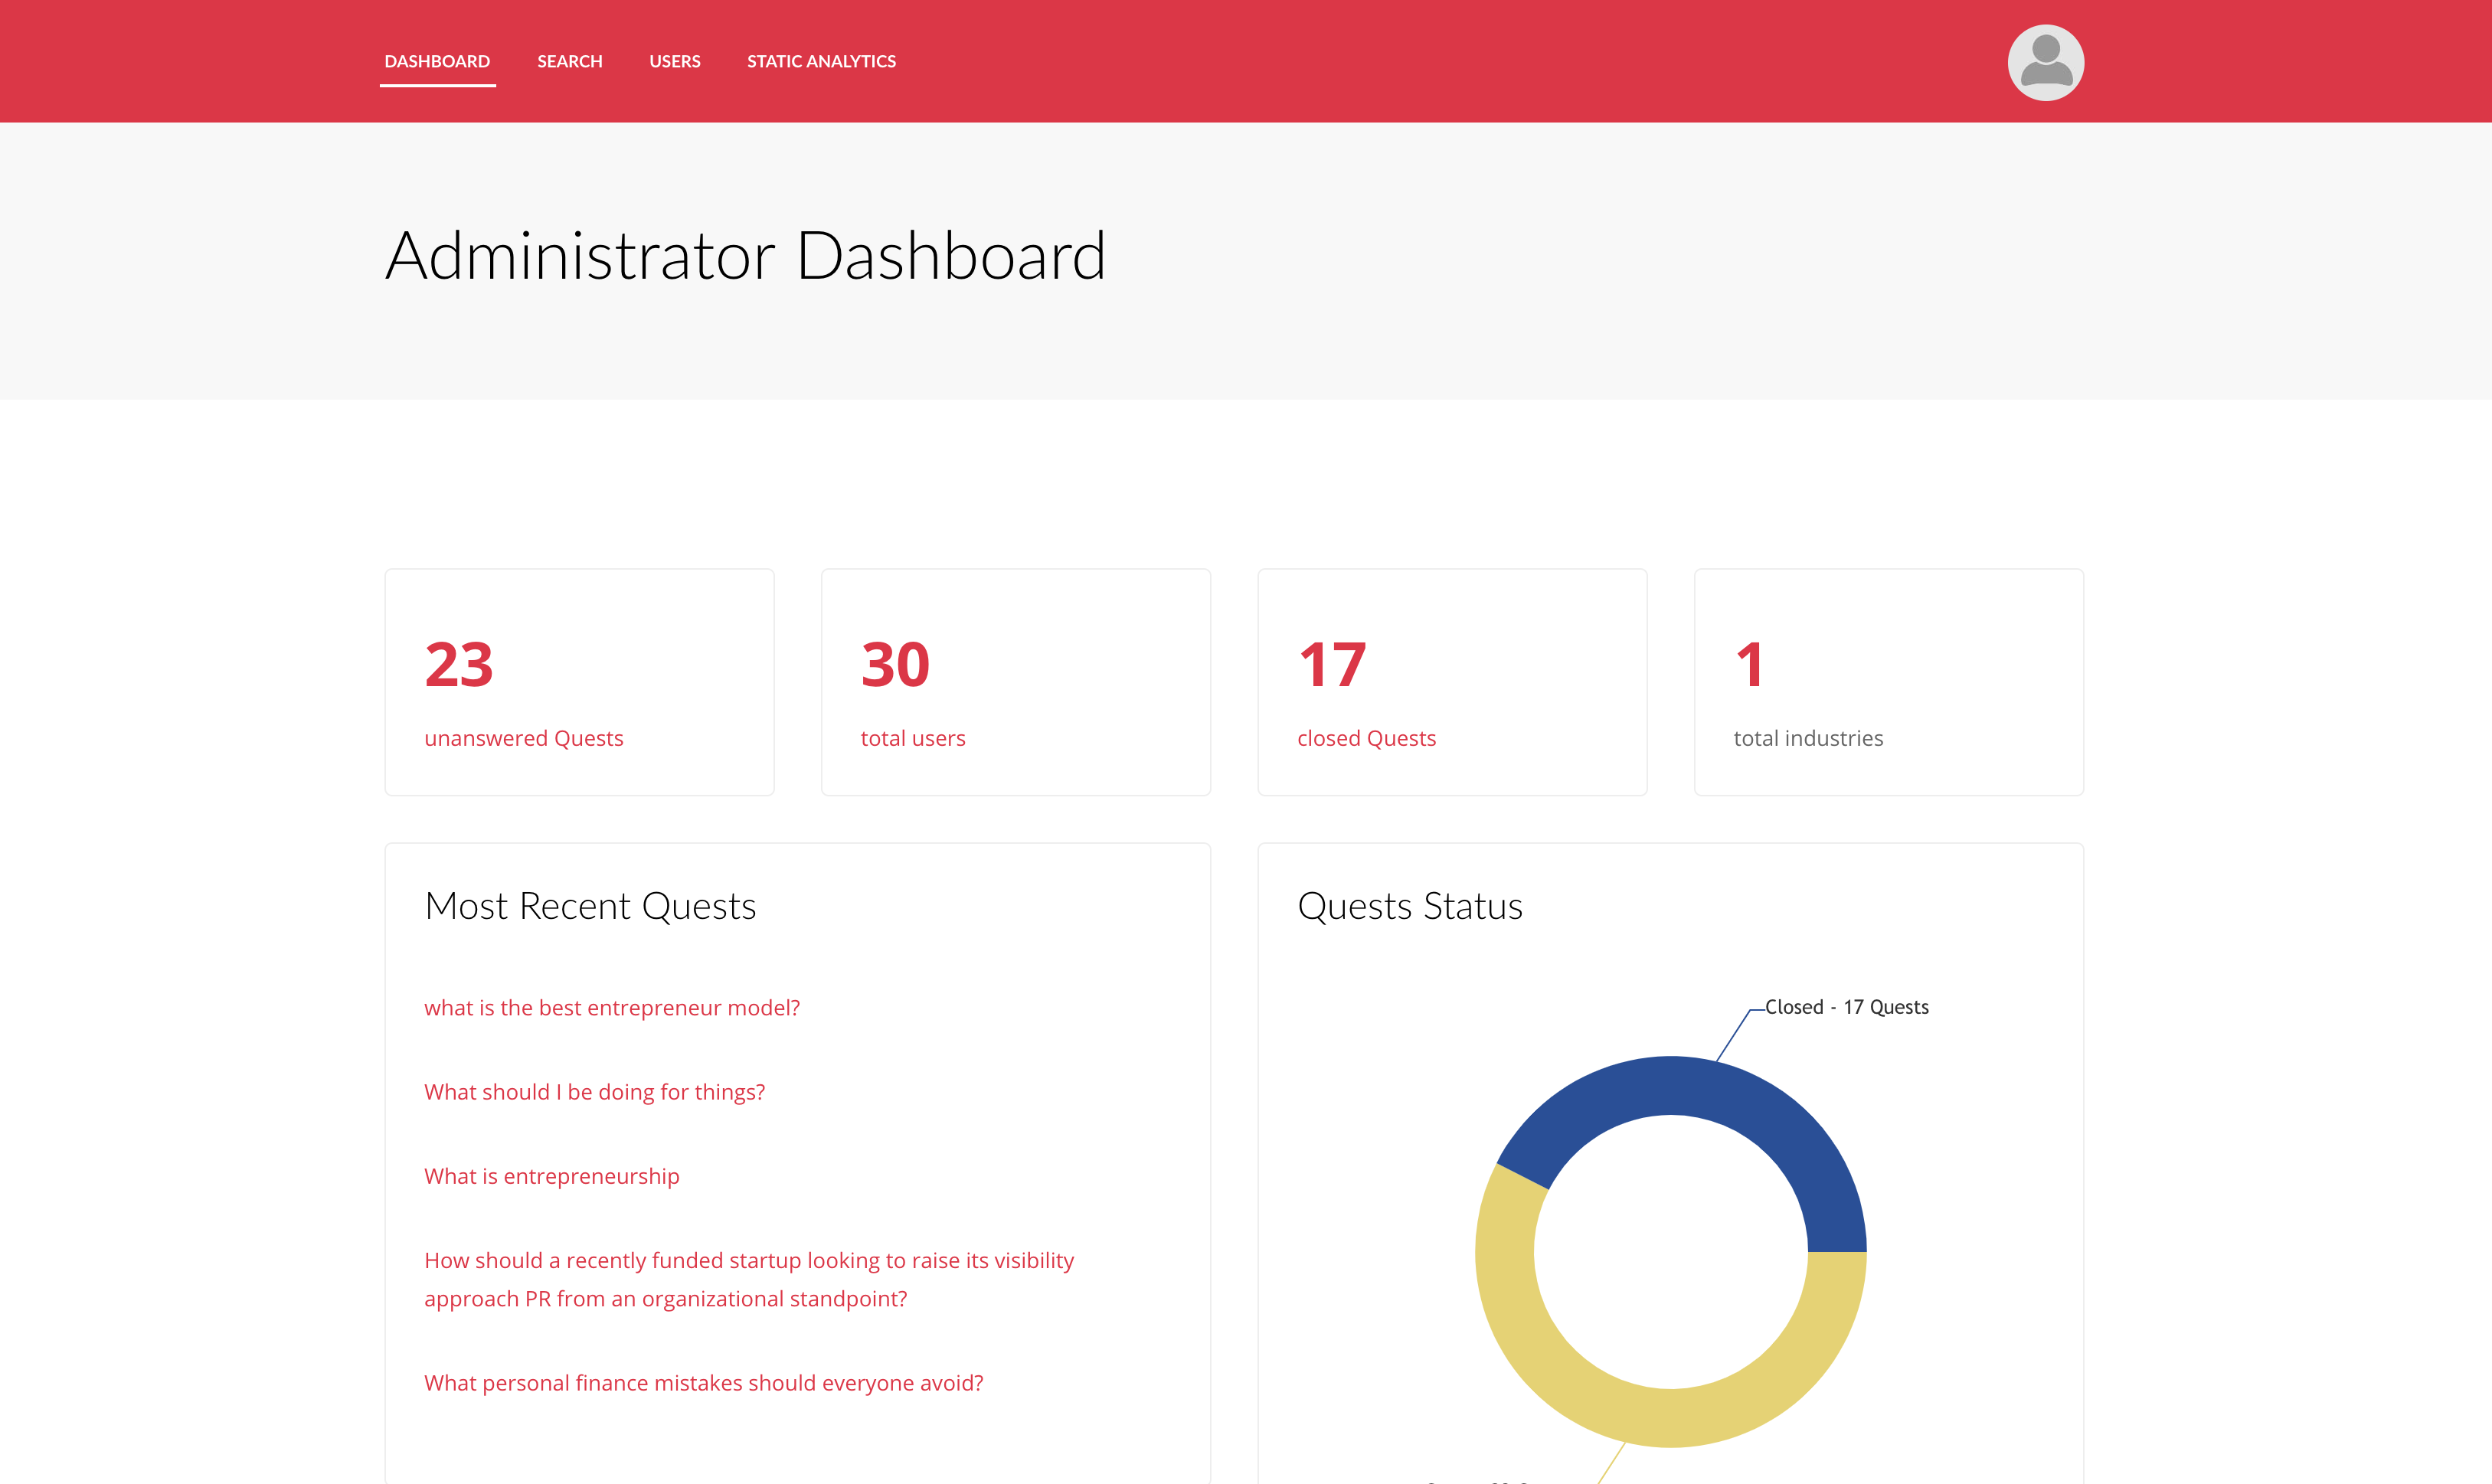 DASHBOARD SEARCH USERS STATIC ANALYTICS
Administrator Dashboard
23
unanswered Quests
30
total users
17
closed Quests
1
total industries
Most Recent Quests
what is the best entrepreneur model?
What should I be doing for things?
What is entrepreneurship
How should a recently funded startup looking to raise its visibility
approach PR from an organizational standpoint?
What personal finance mistakes should everyone avoid?
Quests Status
Closed - 17 Quests